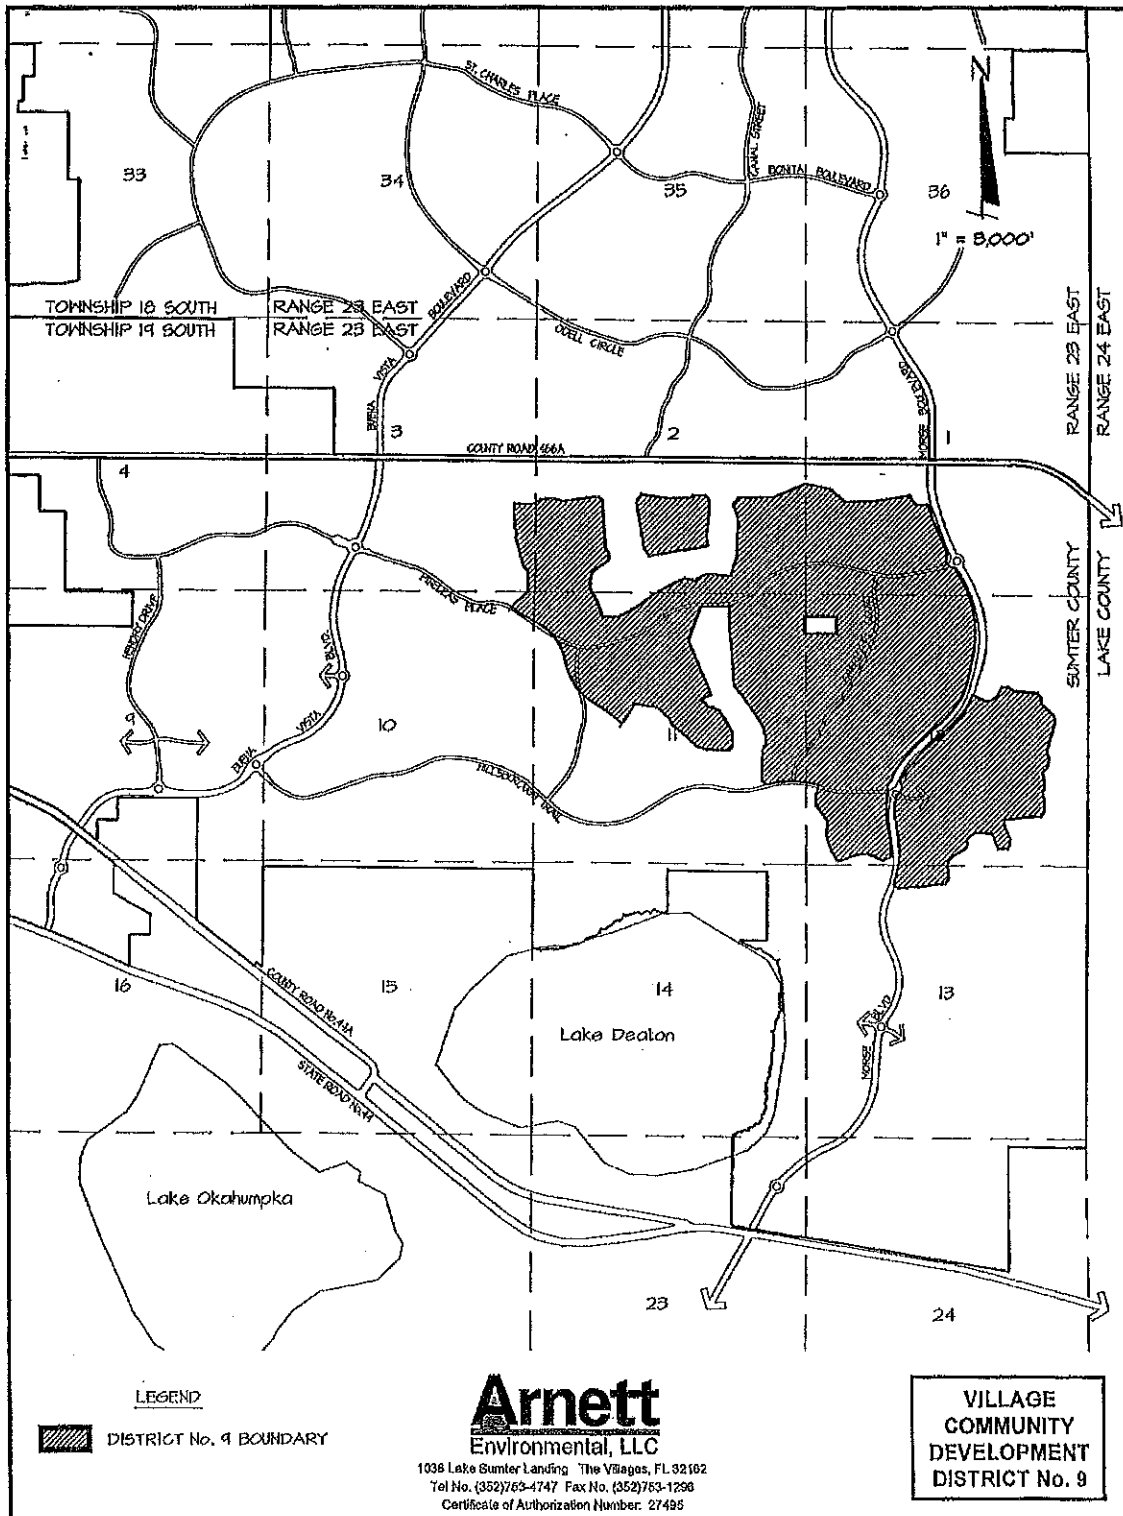 ST. CHARLES PLACE
CANAL STREET
33
34
35
BONITA BOULEVARD
36
N
1" = 3,000'
TOWNSHIP 18 SOUTH
RANGE 23 EAST
TOWNSHIP 19 SOUTH
RANGE 23 EAST
BUENA VISTA BOULEVARD
ODELL CIRCLE
MORSE BOULEVARD
RANGE 23 EAST
RANGE 24 EAST
3
2
1
COUNTY ROAD 466A
4
SUMTER COUNTY
LAKE COUNTY
PINELLAS PLACE
HENDRY DRIVE
9
10
11
12
BUENA VISTA BLVD.
HILLSBOROUGH TRAIL
16
15
14
13
COUNTY ROAD No.44A
STATE ROAD No.44
Lake Deaton
MORSE BLVD
Lake Okahumpka
23
24
LEGEND
DISTRICT No. 9 BOUNDARY
Arnett
Environmental, LLC
1038 Lake Sumter Landing The Villages, FL 32162
Tel No. (352)753-4747 Fax No. (352)753-1296
Certificate of Authorization Number: 27495
VILLAGE
COMMUNITY
DEVELOPMENT
DISTRICT No. 9